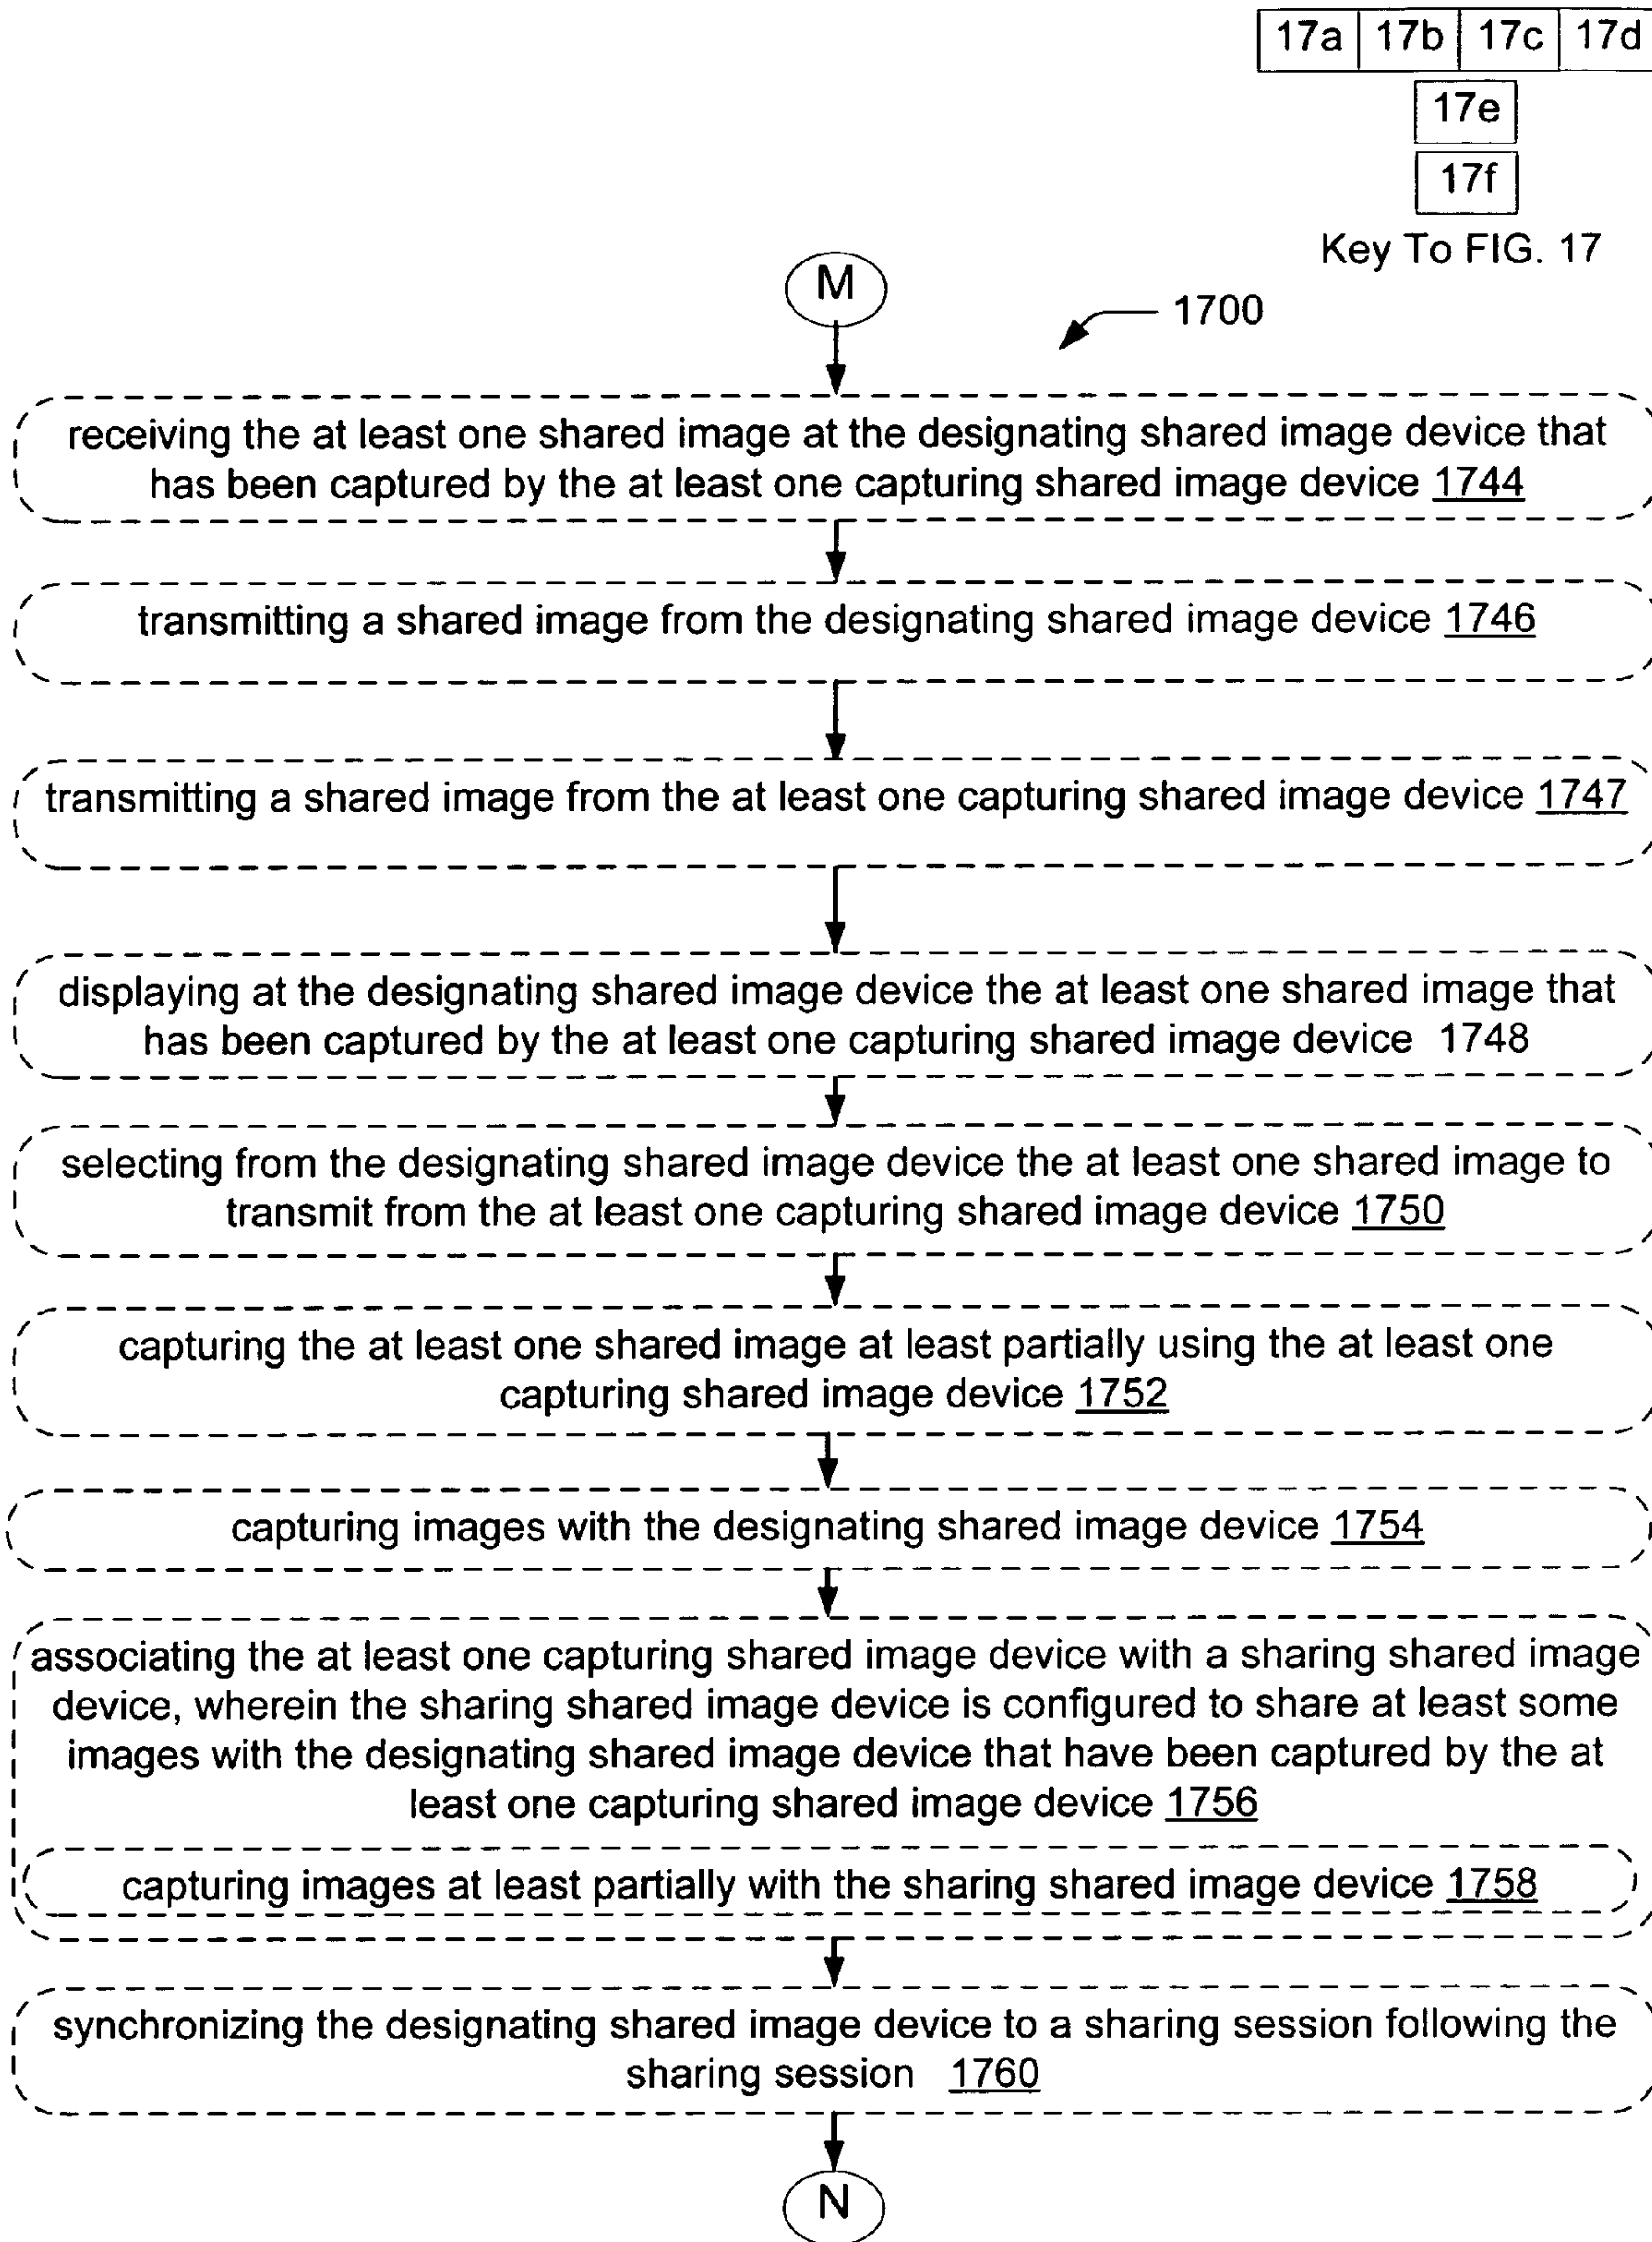 17a 17b 17c 17d
17e
17f
Key To FIG. 17
M
1700
receiving the at least one shared image at the designating shared image device that
has been captured by the at least one capturing shared image device 1744
transmitting a shared image from the designating shared image device 1746
transmitting a shared image from the at least one capturing shared image device 1747
displaying at the designating shared image device the at least one shared image that
has been captured by the at least one capturing shared image device 1748
selecting from the designating shared image device the at least one shared image to
transmit from the at least one capturing shared image device 1750
capturing the at least one shared image at least partially using the at least one
capturing shared image device 1752
capturing images with the designating shared image device 1754
associating the at least one capturing shared image device with a sharing shared image
device, wherein the sharing shared image device is configured to share at least some
images with the designating shared image device that have been captured by the at
least one capturing shared image device 1756
capturing images at least partially with the sharing shared image device 1758
synchronizing the designating shared image device to a sharing session following the
sharing session 1760
N